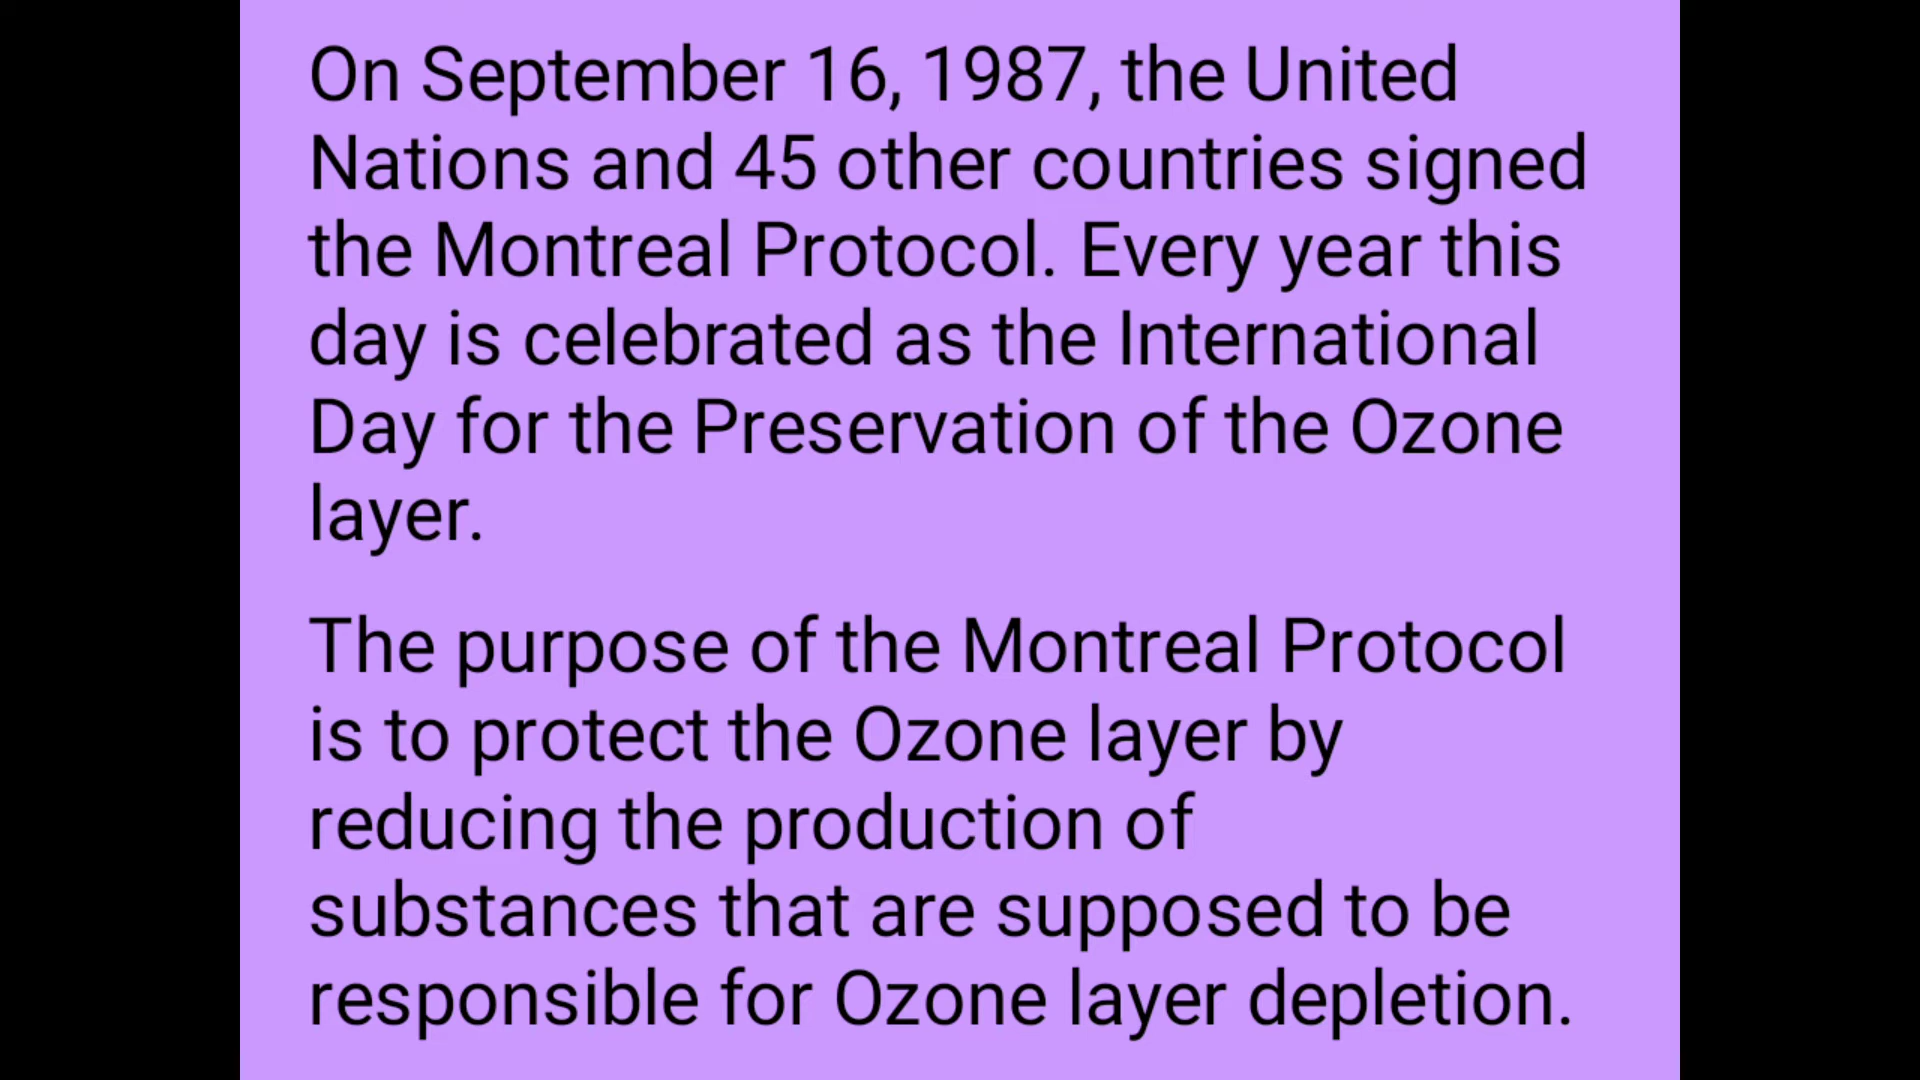 On September 16, 1987, the United
Nations and 45 other countries signed
the Montreal Protocol. Every year this
day is celebrated as the International
Day for the Preservation of the Ozone
layer.
The purpose of the Montreal Protocol
is to protect the Ozone layer by
reducing the production of
substances that are supposed to be
responsible for Ozone layer depletion.